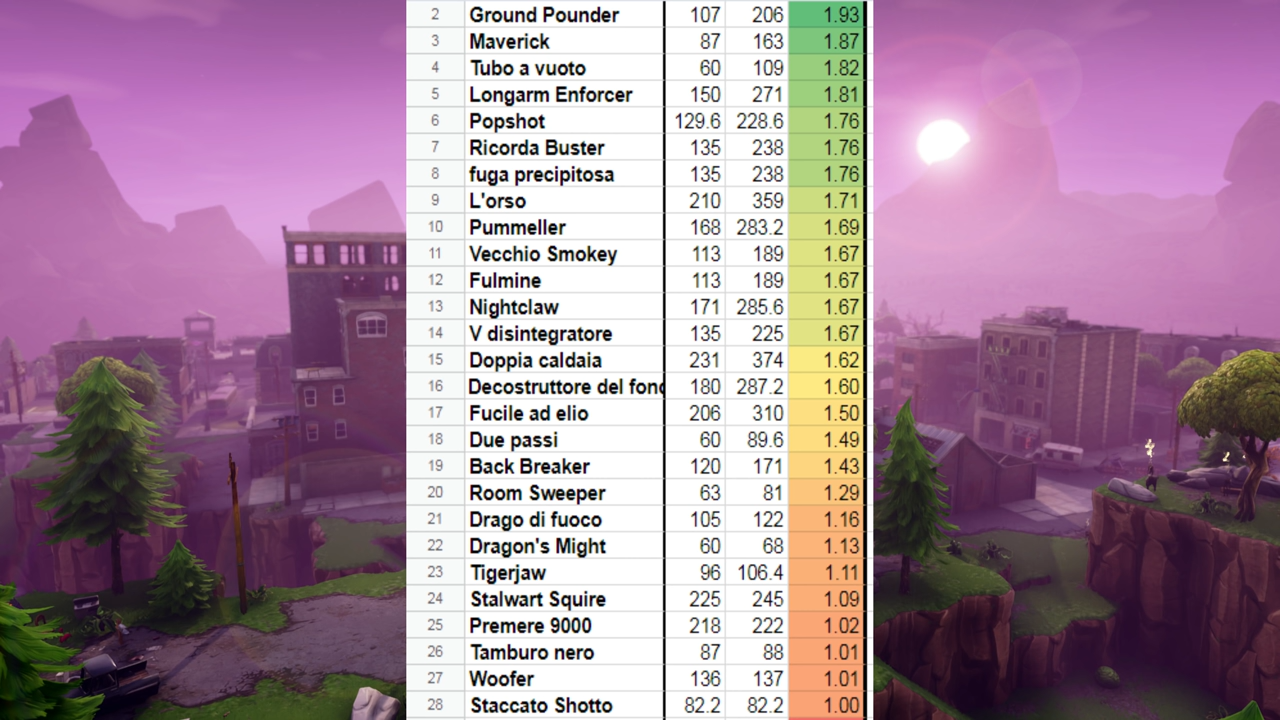 2 Ground Pounder 107 206 1.93
3 Maverick 87 163 1.87
4 Tubo a vuoto 60 109 1.82
5 Longarm Enforcer 150 271 1.81
6 Popshot 129.6 228.6 1.76
7 Ricorda Buster 135 238 1.76
8 fuga precipitosa 135 238 1.76
9 L'orso 210 359 1.71
10 Pummeller 168 283.2 1.69
11 Vecchio Smokey 113 189 1.67
12 Fulmine 113 189 1.67
13 Nightclaw 171 285.6 1.67
14 V disintegratore 135 225 1.67
15 Doppia caldaia 231 374 1.62
16 Decostruttore del fond 180 287.2 1.60
17 Fucile ad elio 206 310 1.50
18 Due passi 60 89.6 1.49
19 Back Breaker 120 171 1.43
20 Room Sweeper 63 81 1.29
21 Drago di fuoco 105 122 1.16
22 Dragon's Might 60 68 1.13
23 Tigerjaw 96 106.4 1.11
24 Stalwart Squire 225 245 1.09
25 Premere 9000 218 222 1.02
26 Tamburo nero 87 88 1.01
27 Woofer 136 137 1.01
28 Staccato Shotto 82.2 82.2 1.00